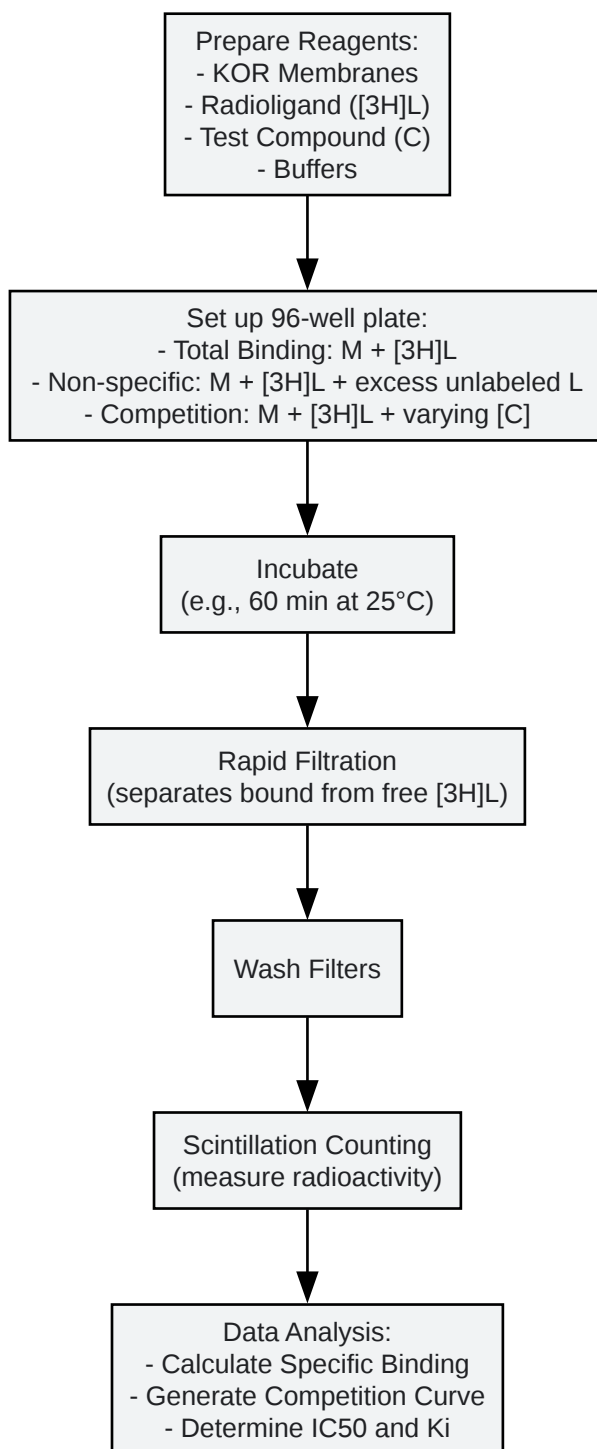 Prepare Reagents:
- KOR Membranes
- Radioligand ([3H]L)
- Test Compound (C)
- Buffers
Set up 96-well plate:
- Total Binding: M + [3H]L
- Non-specific: M + [3H]L + excess unlabeled L
- Competition: M + [3H]L + varying [C]
Incubate
(e.g., 60 min at 25°C)
Rapid Filtration
(separates bound from free [3H]L)
Wash Filters
Scintillation Counting
(measure radioactivity)
Data Analysis:
- Calculate Specific Binding
- Generate Competition Curve
- Determine IC50 and Ki